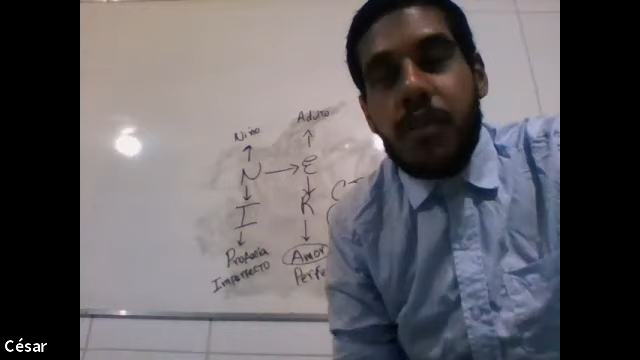 Niño
Adulto
N → E
I
R
Profecía
Imperfecto
Amor
Perfe
César